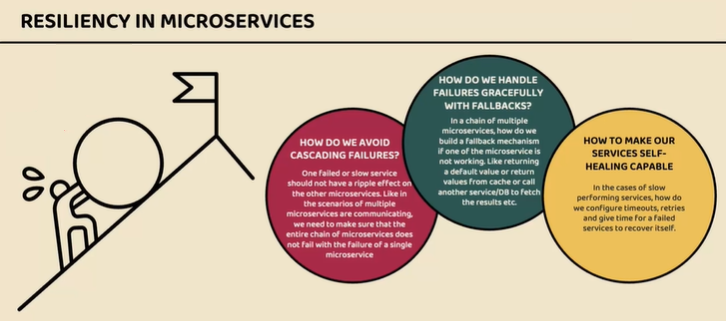 RESILIENCY IN MICROSERVICES
HOW DO WE AVOID
CASCADING FAILURES?
One failed or slow service
should not have a ripple effect on
the other microservices. Like in
the scenarios of multiple
microservices are communicating,
we need to make sure that the
entire chain of microservices does
not fail with the failure of a single
microservice
HOW DO WE HANDLE
FAILURES GRACEFULLY
WITH FALLBACKS?
In a chain of multiple
microservices, how do we
build a fallback mechanism
if one of the microservice is
not working. Like returning
a default value or return
values from cache or call
another service/DB to fetch
the results etc.
HOW TO MAKE OUR
SERVICES SELF-
HEALING CAPABLE
In the cases of slow
performing services, how do
we configure timeouts, retries
and give time for a failed
services to recover itself.